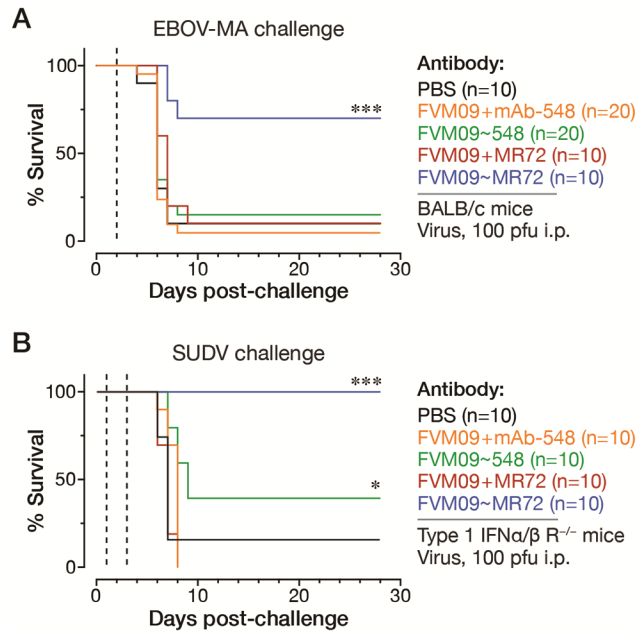 A
EBOV-MA challenge
% Survival
100
50
0
***
0
10
20
30
Days post-challenge
Antibody:
PBS (n=10)
FVM09+mAb-548 (n=20)
FVM09~548 (n=20)
FVM09+MR72 (n=10)
FVM09~MR72 (n=10)
BALB/c mice
Virus, 100 pfu i.p.
B
SUDV challenge
% Survival
100
50
0
***
*
0
10
20
30
Days post-challenge
Antibody:
PBS (n=10)
FVM09+mAb-548 (n=10)
FVM09~548 (n=10)
FVM09+MR72 (n=10)
FVM09~MR72 (n=10)
Type 1 IFNα/β R⁻/⁻ mice
Virus, 100 pfu i.p.